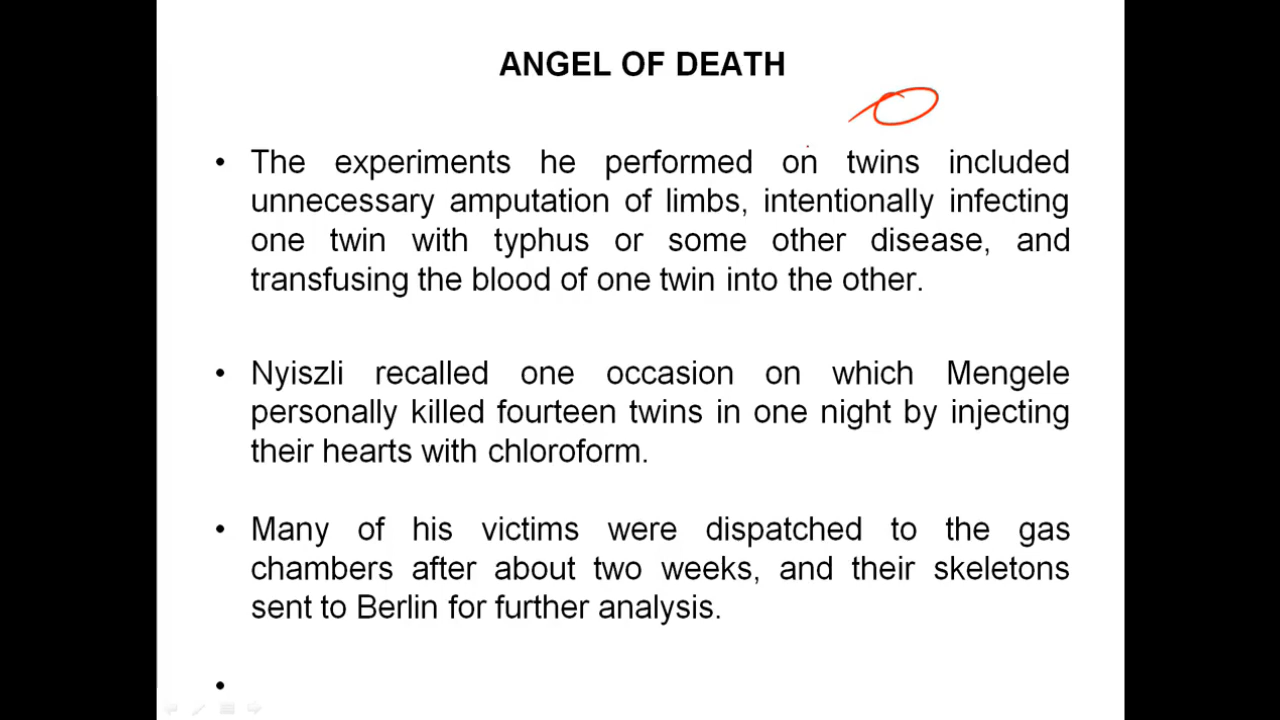 ANGEL OF DEATH
• The experiments he performed on twins included
unnecessary amputation of limbs, intentionally infecting
one twin with typhus or some other disease, and
transfusing the blood of one twin into the other.
• Nyiszli recalled one occasion on which Mengele
personally killed fourteen twins in one night by injecting
their hearts with chloroform.
• Many of his victims were dispatched to the gas
chambers after about two weeks, and their skeletons
sent to Berlin for further analysis.
•